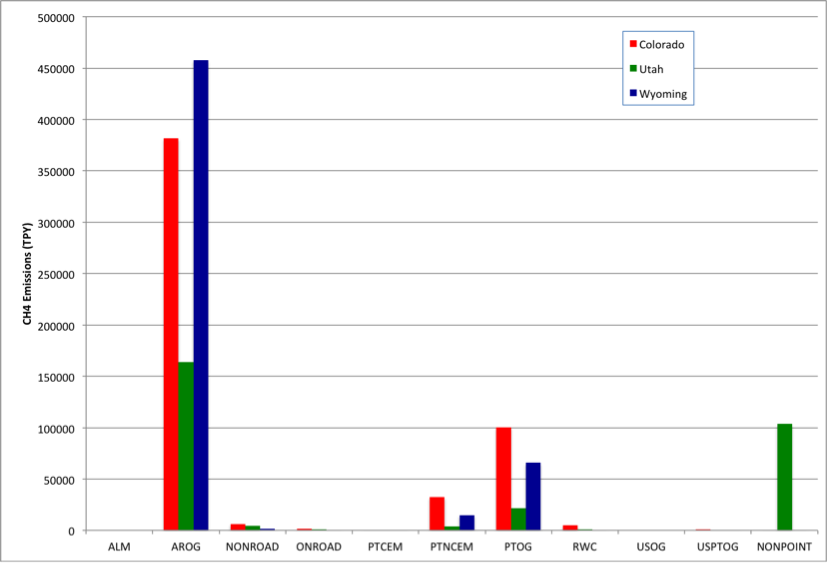 500000
450000
400000
350000
300000
250000
200000
150000
100000
50000
0
CH4 Emissions (TPY)
Colorado
Utah
Wyoming
ALM AROG NONROAD ONROAD PTCEM PTNCEM PTOG RWC USOG USPTOG NONPOINT